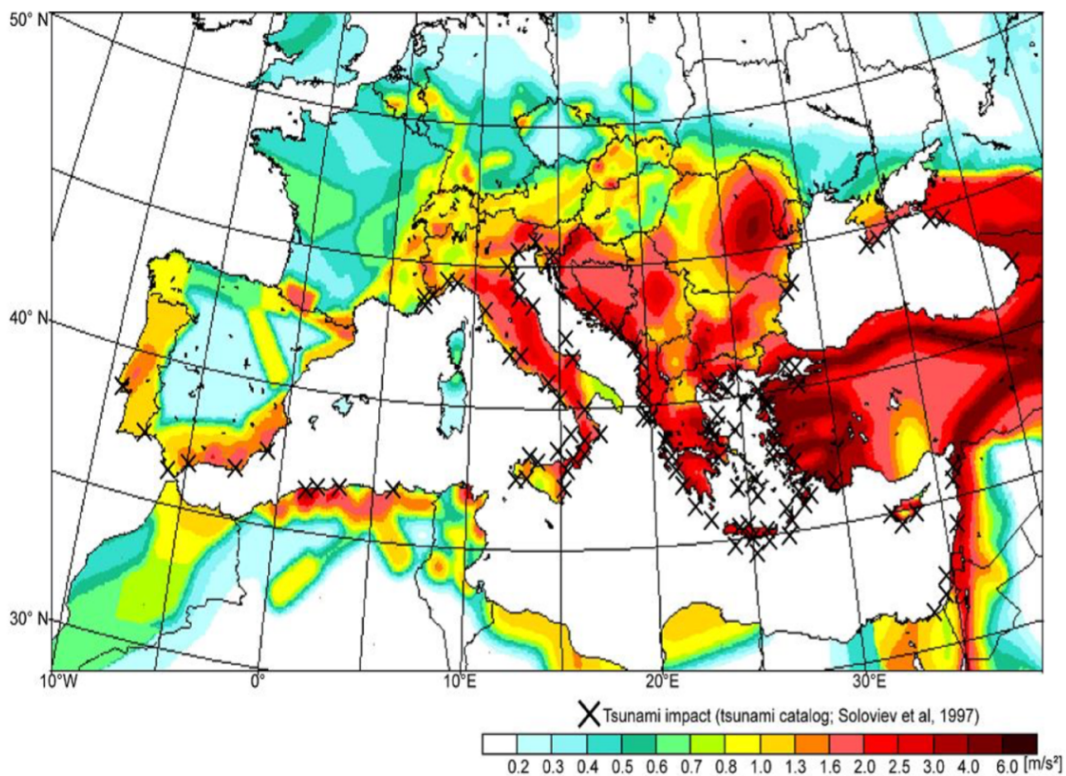 50° N
40° N
30° N
10°W 0° 10°E 20°E 30°E
Tsunami impact (tsunami catalog; Soloviev et al, 1997)
0.2 0.3 0.4 0.5 0.6 0.7 0.8 1.0 1.3 1.6 2.0 2.5 3.0 4.0 6.0 [m/s²]